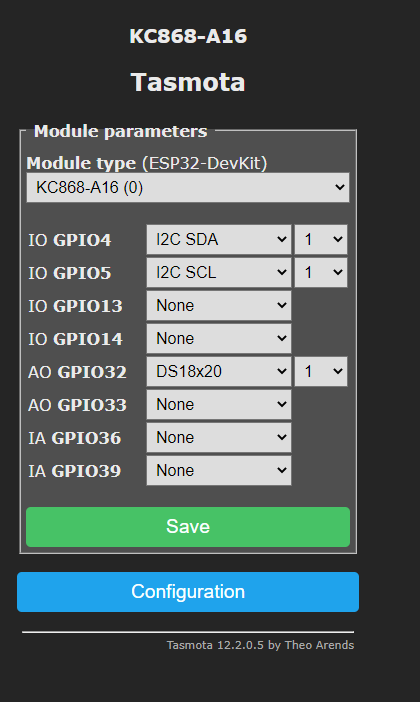 KC868-A16
Tasmota
Module parameters
Module type (ESP32-DevKit)
KC868-A16 (0)
IO GPIO4 I2C SDA 1
IO GPIO5 I2C SCL 1
IO GPIO13 None
IO GPIO14 None
AO GPIO32 DS18x20 1
AO GPIO33 None
IA GPIO36 None
IA GPIO39 None
Save
Configuration
Tasmota 12.2.0.5 by Theo Arends